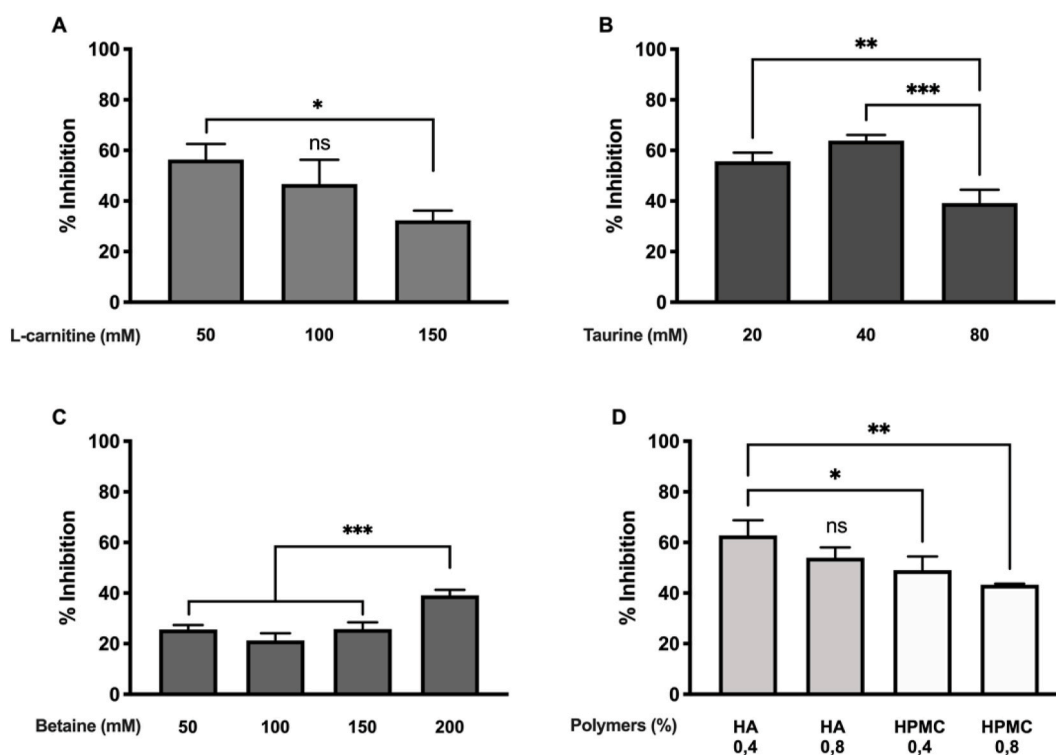 A
% Inhibition
100
80
60
40
20
0
*
ns
L-carnitine (mM)
50
100
150
B
% Inhibition
100
80
60
40
20
0
**
***
Taurine (mM)
20
40
80
C
% Inhibition
100
80
60
40
20
0
***
Betaine (mM)
50
100
150
200
D
% Inhibition
100
80
60
40
20
0
**
*
ns
Polymers (%)
HA
0,4
HA
0,8
HPMC
0,4
HPMC
0,8